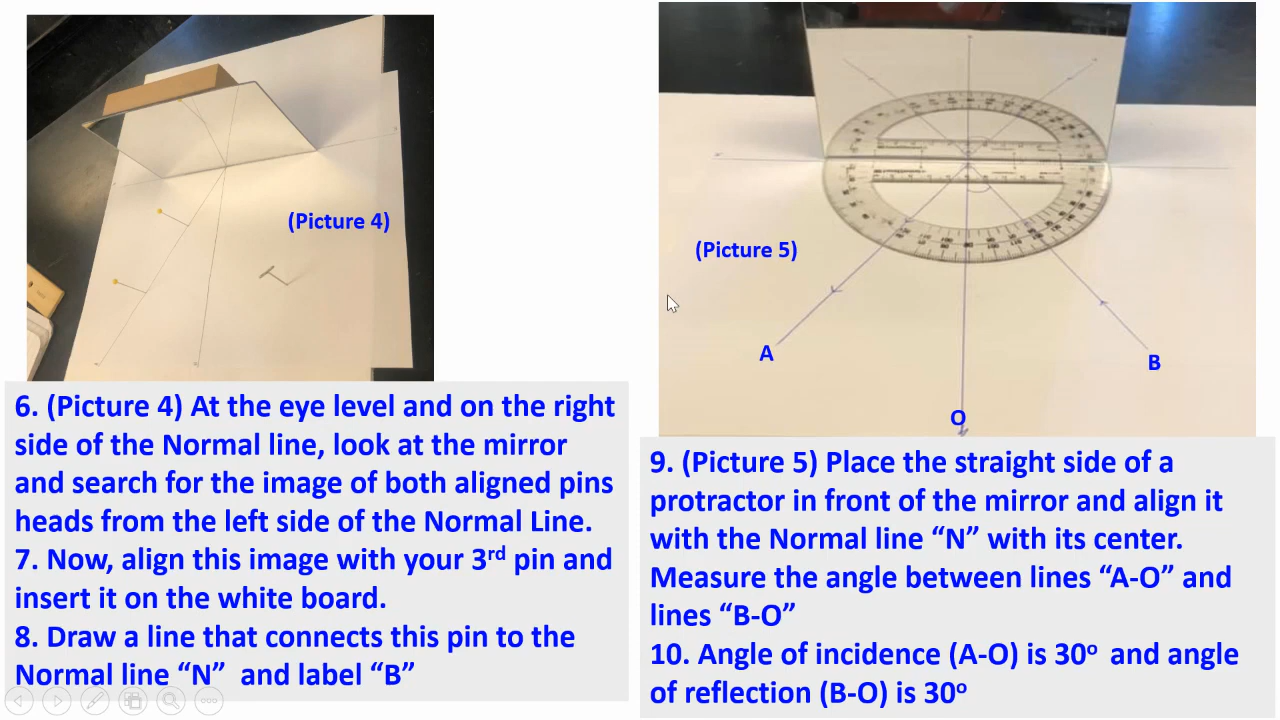 (Picture 4)
6. (Picture 4) At the eye level and on the right
side of the Normal line, look at the mirror
and search for the image of both aligned pins
heads from the left side of the Normal Line.
7. Now, align this image with your 3rd pin and
insert it on the white board.
8. Draw a line that connects this pin to the
Normal line “N” and label “B”
(Picture 5)
A
B
O
9. (Picture 5) Place the straight side of a
protractor in front of the mirror and align it
with the Normal line “N” with its center.
Measure the angle between lines “A-O” and
lines “B-O”
10. Angle of incidence (A-O) is 30º and angle
of reflection (B-O) is 30º